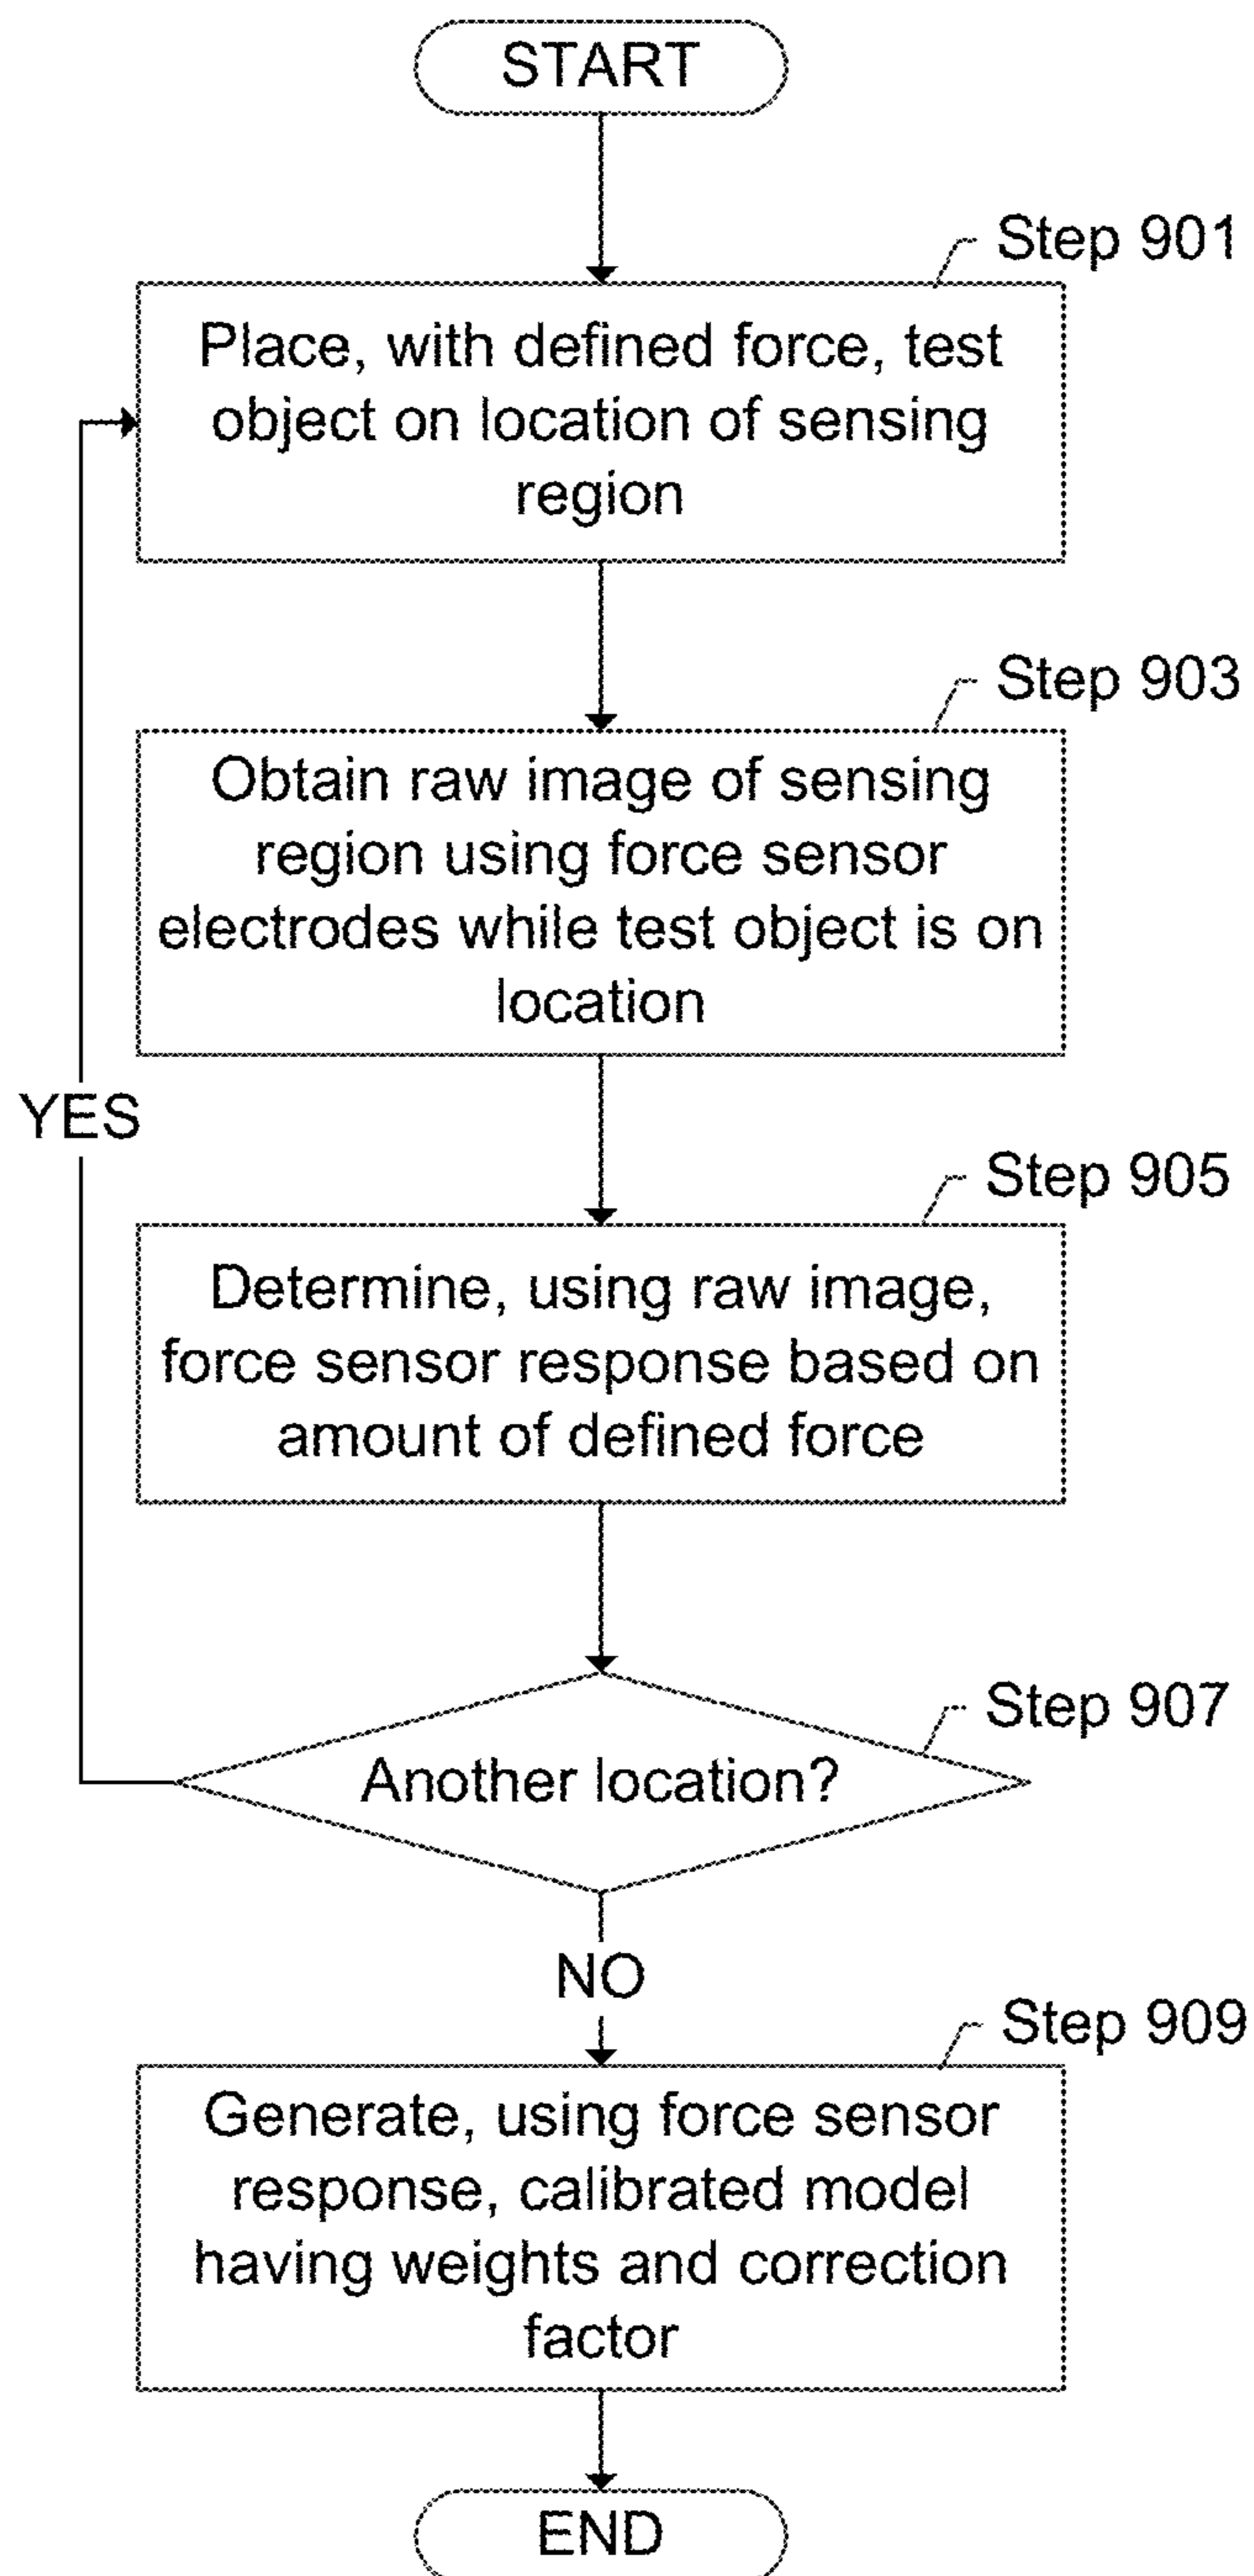 START
Step 901
Place, with defined force, test
object on location of sensing
region
Step 903
Obtain raw image of sensing
region using force sensor
electrodes while test object is on
location
YES
Step 905
Determine, using raw image,
force sensor response based on
amount of defined force
Step 907
Another location?
NO
Step 909
Generate, using force sensor
response, calibrated model
having weights and correction
factor
END